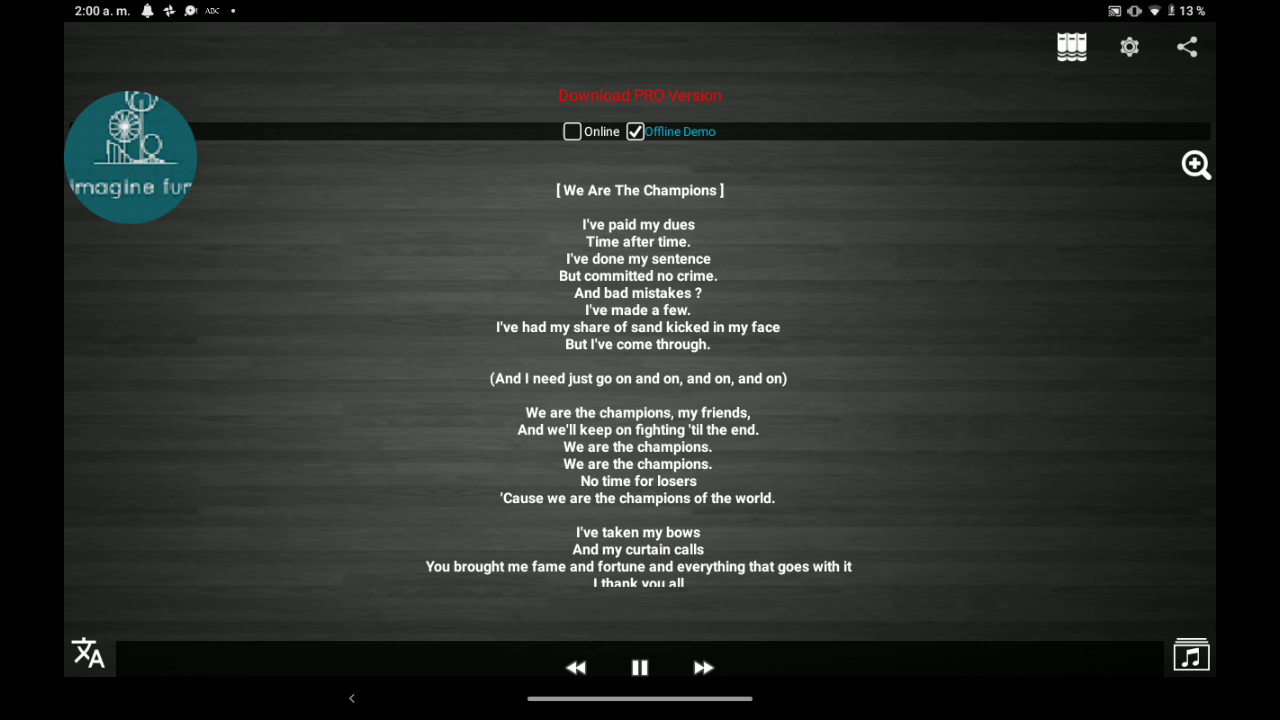 2:00 a. m. ABC 13 %
Download PRO Version
Online Offline Demo
imagine fun
[ We Are The Champions ]
I've paid my dues
Time after time.
I've done my sentence
But committed no crime.
And bad mistakes ?
I've made a few.
I've had my share of sand kicked in my face
But I've come through.
(And I need just go on and on, and on, and on)
We are the champions, my friends,
And we'll keep on fighting 'til the end.
We are the champions.
We are the champions.
No time for losers
'Cause we are the champions of the world.
I've taken my bows
And my curtain calls
You brought me fame and fortune and everything that goes with it
I thank you all